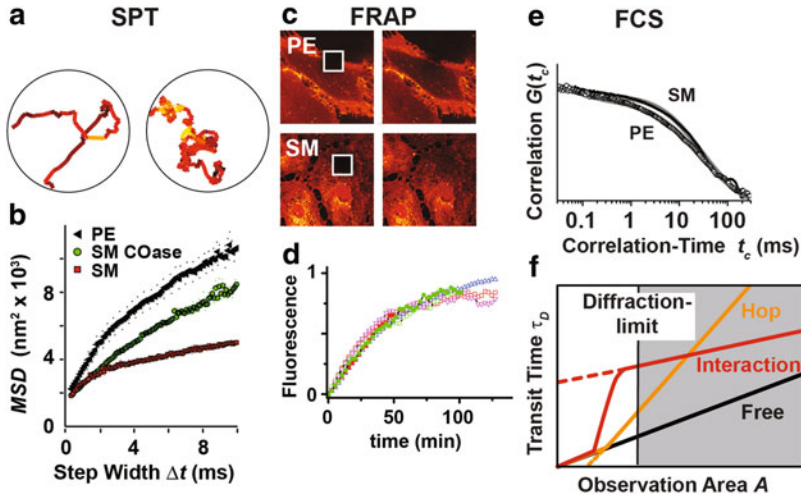 a SPT
c FRAP
e FCS
PE
SM
Correlation G(tc)
SM
PE
0.1 1 10 100
Correlation-Time tc (ms)
b
PE
SM COase
SM
MSD (nm² x 10³)
12
8
4
0
0 4 8
Step Width Δt (ms)
d
Fluorescence
1
0
0 50 100
time (min)
f
Diffraction-
limit
Hop
Interaction
Free
Transit Time τD
Observation Area A